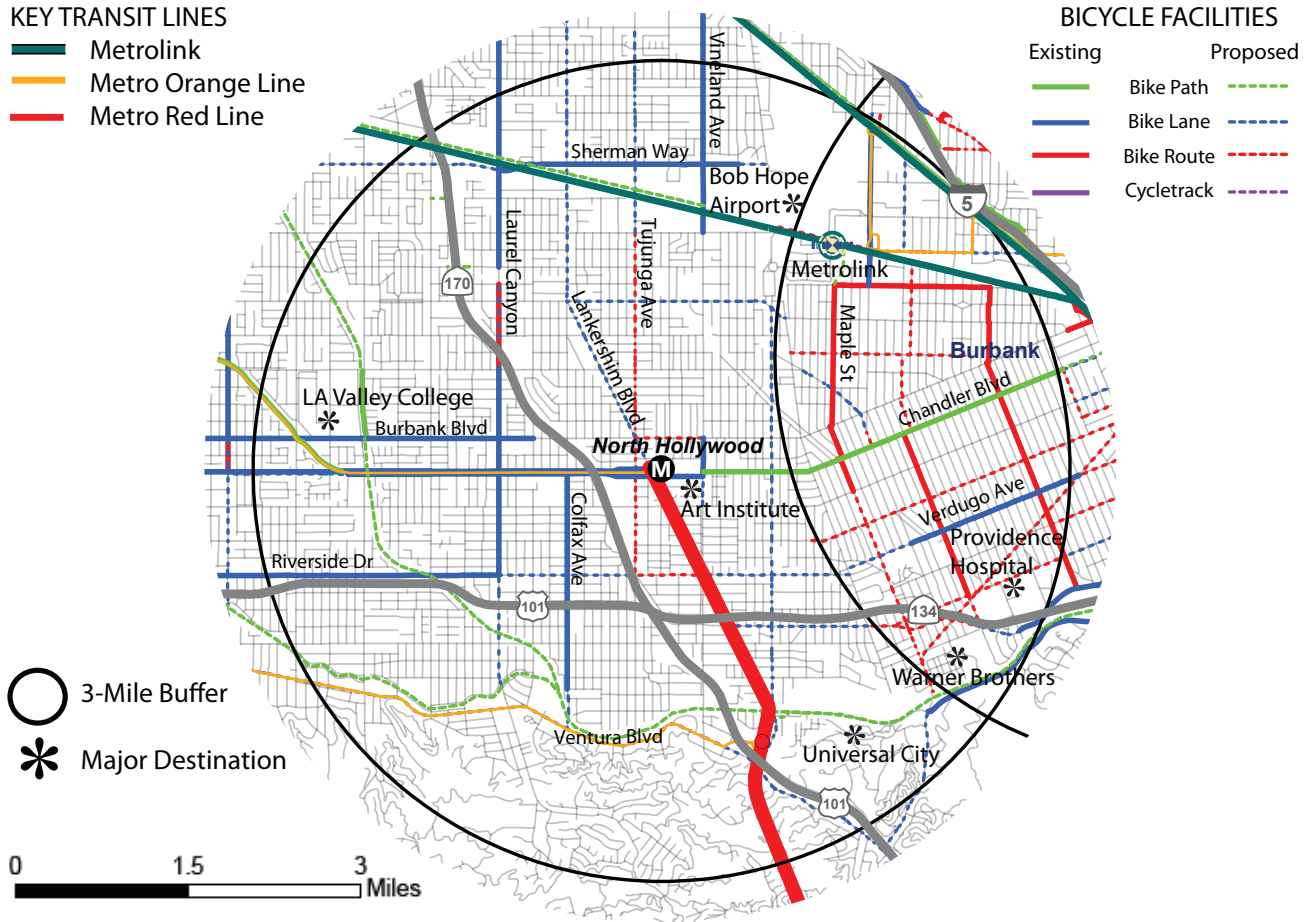 KEY TRANSIT LINES
Metrolink
Metro Orange Line
Metro Red Line
BICYCLE FACILITIES
Existing
Proposed
Bike Path
Bike Lane
Bike Route
Cycletrack
Vineland Ave
Sherman Way
Bob Hope
Airport
5
Laurel Canyon
Tujunga Ave
Metrolink
170
Lankershim Blvd
Maple St
Burbank
LA Valley College
Chandler Blvd
Burbank Blvd
North Hollywood
M
Art Institute
Colfax Ave
Verdugo Ave
Providence
Hospital
Riverside Dr
101
134
Warner Brothers
3-Mile Buffer
Ventura Blvd
Universal City
Major Destination
101
0
1.5
3
Miles